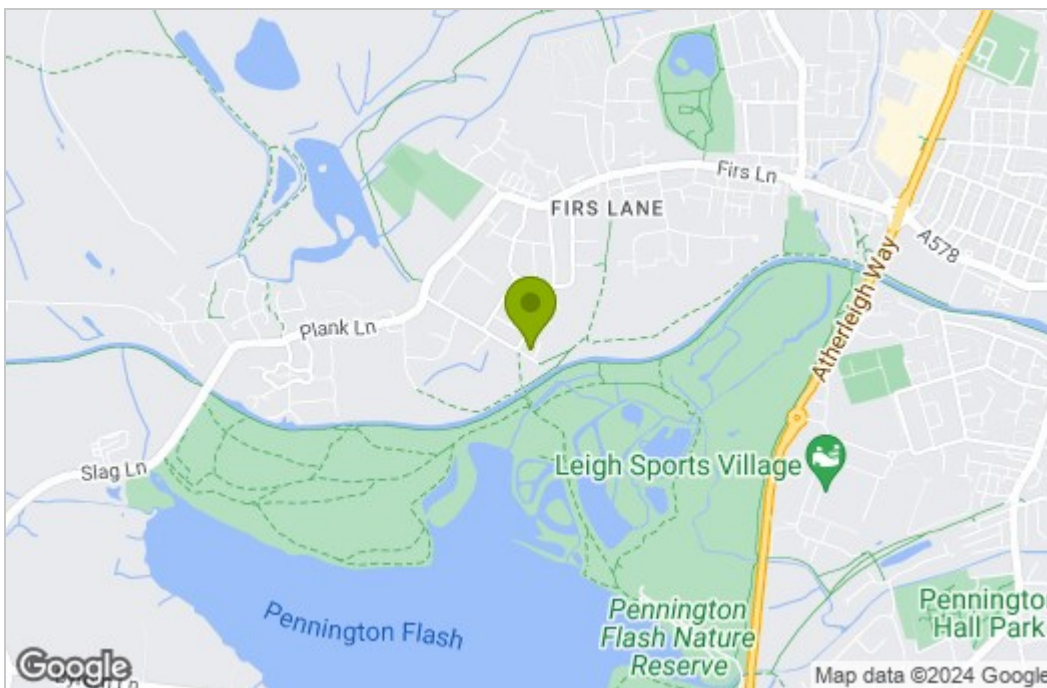 Firs Ln
FIRS LANE
A578
Atherleigh Way
Plank Ln
Slag Ln
Leigh Sports Village
Pennington Flash
Pennington
Flash Nature
Reserve
Penningto
Hall Park
Google
Map data ©2024 Google